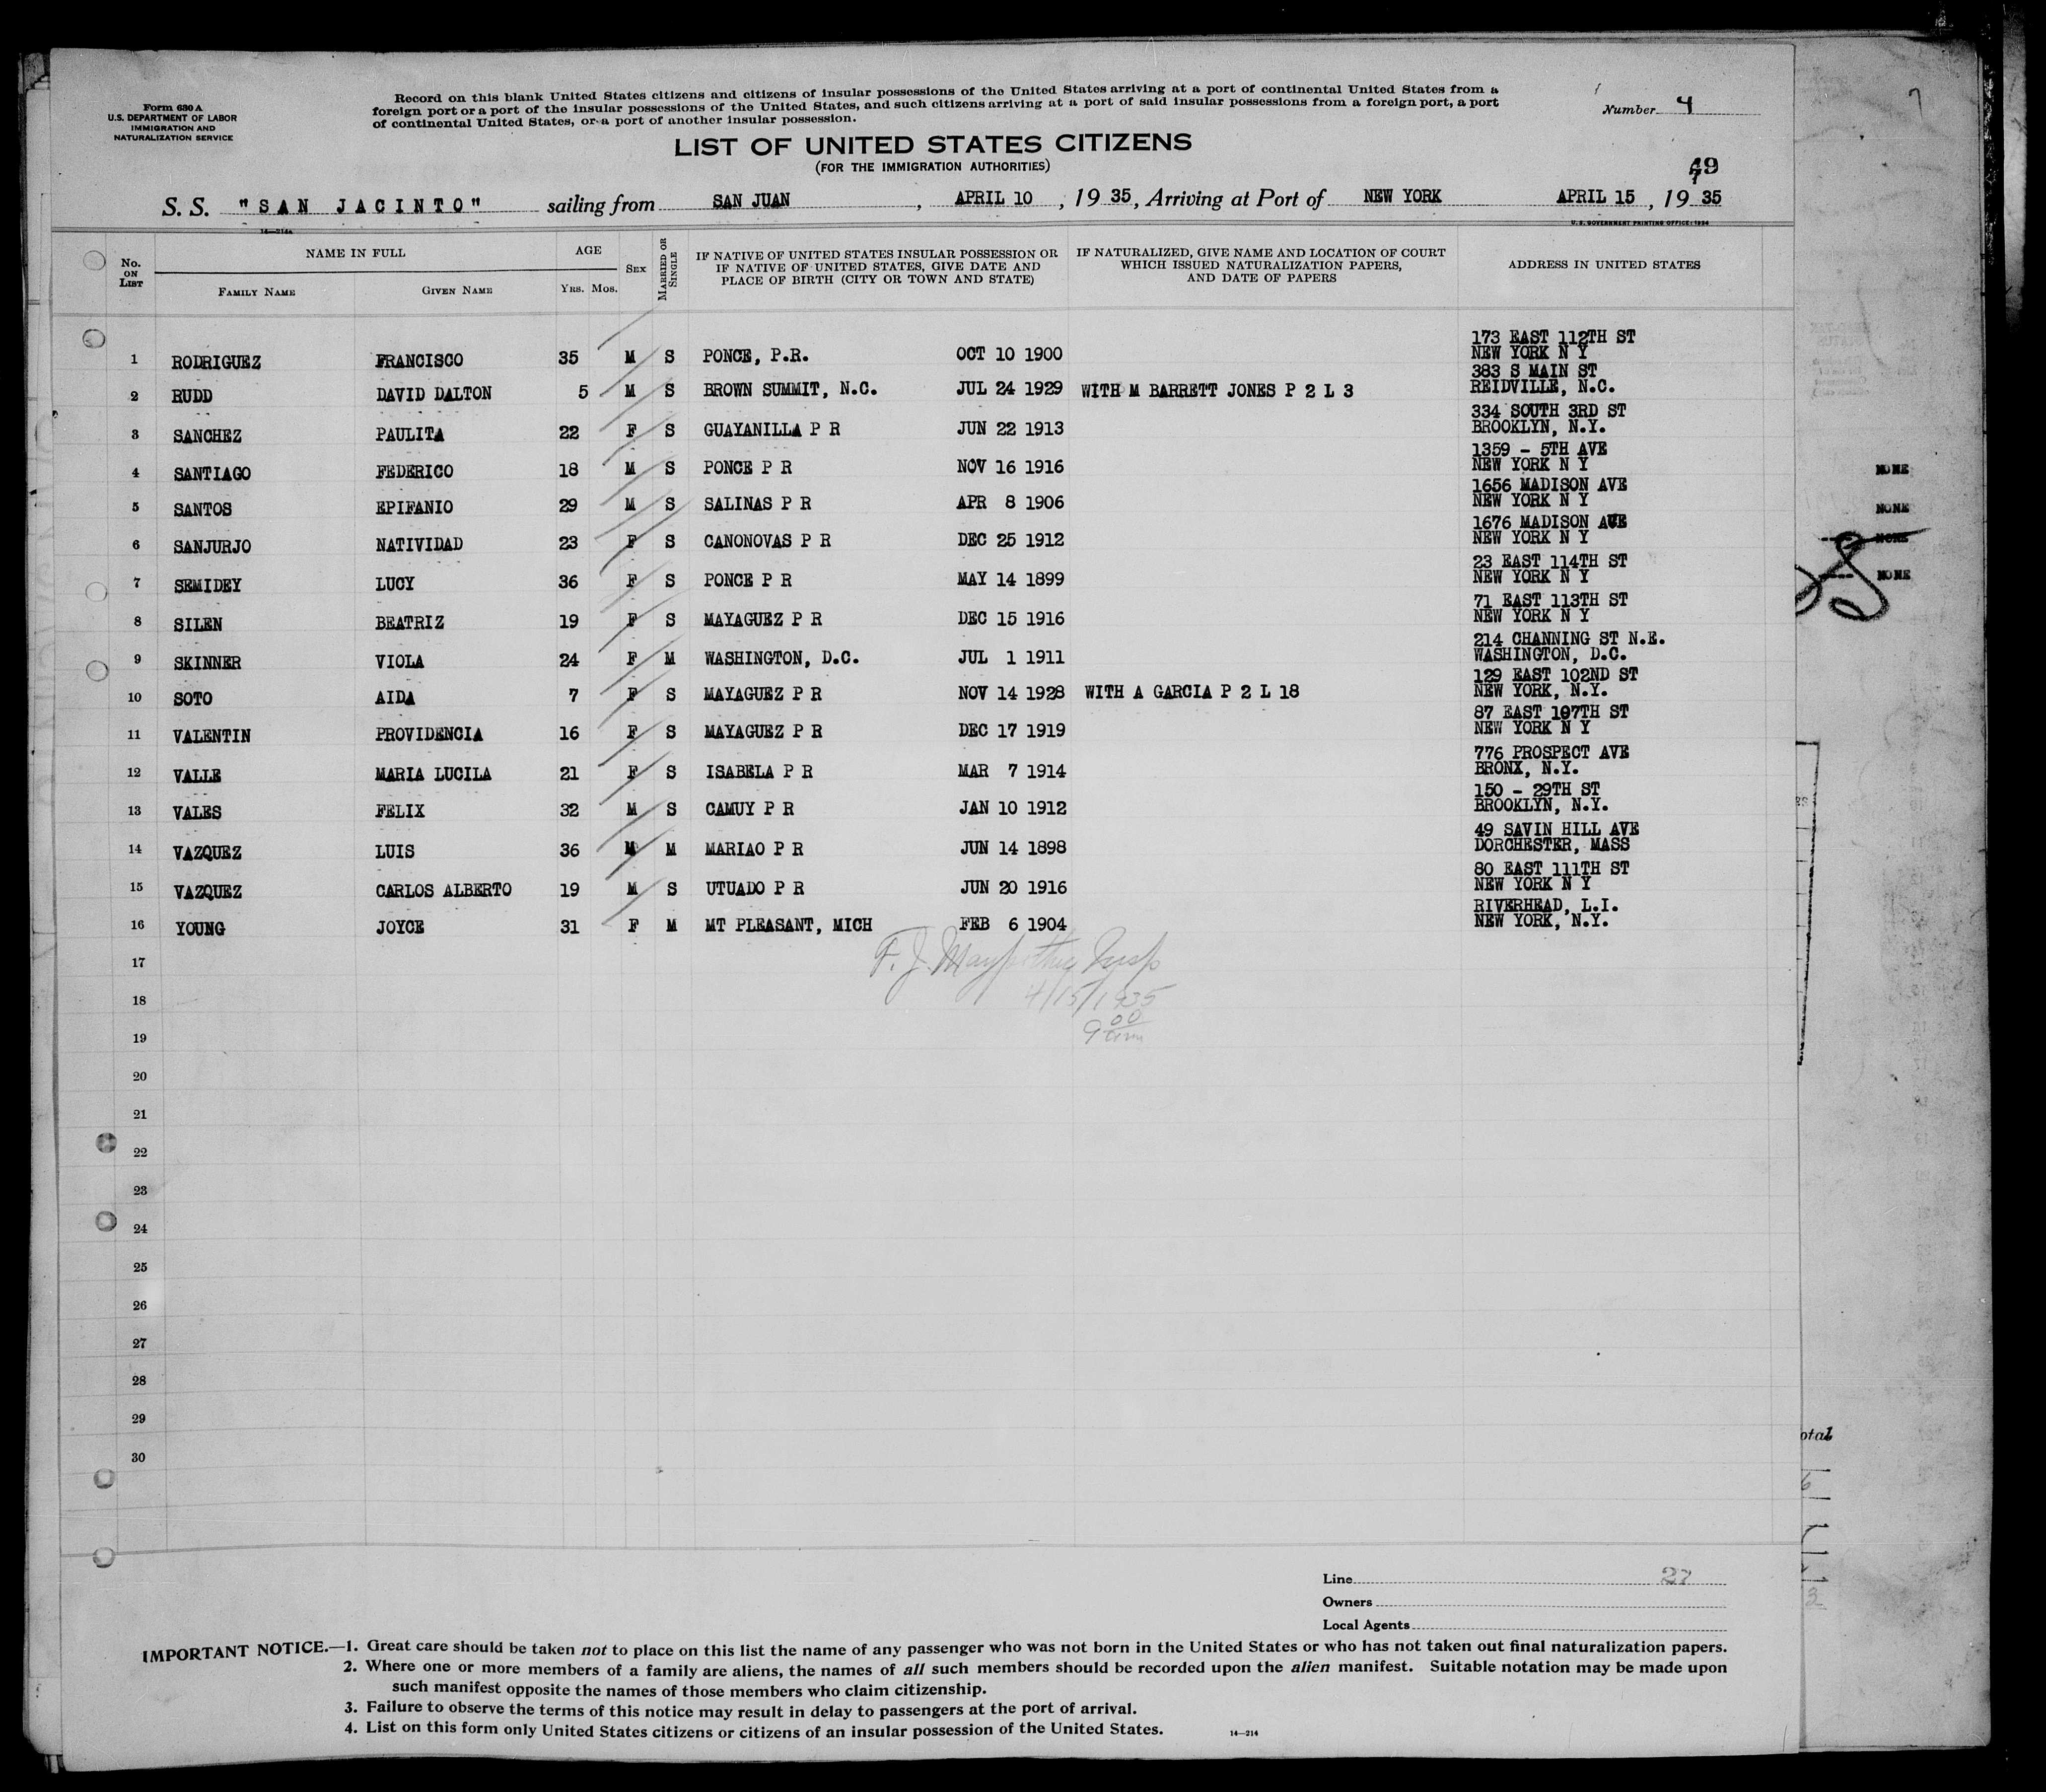 Form 630 A
U.S. DEPARTMENT OF LABOR
IMMIGRATION AND
NATURALIZATION SERVICE
Record on this blank United States citizens and citizens of insular possessions of the United States arriving at a port of continental United States from a
foreign port or a port of the insular possessions of the United States, and such citizens arriving at a port of said insular possessions from a foreign port, a port
of continental United States, or a port of another insular possession.
Number 4
LIST OF UNITED STATES CITIZENS
(FOR THE IMMIGRATION AUTHORITIES)
49
S. S. "SAN JACINTO" sailing from SAN JUAN, APRIL 10, 1935, Arriving at Port of NEW YORK APRIL 15, 1935
14—214a
U. S. GOVERNMENT PRINTING OFFICE: 1934
No. ON LIST
NAME IN FULL
FAMILY NAME
GIVEN NAME
AGE
YRS. MOS.
SEX
MARRIED OR SINGLE
IF NATIVE OF UNITED STATES INSULAR POSSESSION OR
IF NATIVE OF UNITED STATES, GIVE DATE AND
PLACE OF BIRTH (CITY OR TOWN AND STATE)
IF NATURALIZED, GIVE NAME AND LOCATION OF COURT
WHICH ISSUED NATURALIZATION PAPERS,
AND DATE OF PAPERS
ADDRESS IN UNITED STATES
1 RODRIGUEZ FRANCISCO 35 M S PONCE, P.R. OCT 10 1900 173 EAST 112TH ST
NEW YORK N Y
2 RUDD DAVID DALTON 5 M S BROWN SUMMIT, N.C. JUL 24 1929 WITH M BARRETT JONES P 2 L 3 383 S MAIN ST
REIDVILLE, N.C.
3 SANCHEZ PAULITA 22 F S GUAYANILLA P R JUN 22 1913 334 SOUTH 3RD ST
BROOKLYN, N.Y.
4 SANTIAGO FEDERICO 18 M S PONCE P R NOV 16 1916 1359 - 5TH AVE
NEW YORK N Y
5 SANTOS EPIFANIO 29 M S SALINAS P R APR 8 1906 1656 MADISON AVE
NEW YORK N Y
6 SANJURJO NATIVIDAD 23 F S CANONOVAS P R DEC 25 1912 1676 MADISON AVE
NEW YORK N Y
7 SEMIDEY LUCY 36 F S PONCE P R MAY 14 1899 23 EAST 114TH ST
NEW YORK N Y
8 SILEN BEATRIZ 19 F S MAYAGUEZ P R DEC 15 1916 71 EAST 113TH ST
NEW YORK N Y
9 SKINNER VIOLA 24 F M WASHINGTON, D.C. JUL 1 1911 214 CHANNING ST N.E.
WASHINGTON, D.C.
10 SOTO AIDA 7 F S MAYAGUEZ P R NOV 14 1928 WITH A GARCIA P 2 L 18 129 EAST 102ND ST
NEW YORK, N.Y.
11 VALENTIN PROVIDENCIA 16 F S MAYAGUEZ P R DEC 17 1919 87 EAST 107TH ST
NEW YORK N Y
12 VALLE MARIA LUCILA 21 F S ISABELA P R MAR 7 1914 776 PROSPECT AVE
BRONX, N.Y.
13 VALES FELIX 32 M S CAMUY P R JAN 10 1912 150 - 29TH ST
BROOKLYN, N.Y.
14 VAZQUEZ LUIS 36 M M MARIAO P R JUN 14 1898 49 SAVIN HILL AVE
DORCHESTER, MASS
15 VAZQUEZ CARLOS ALBERTO 19 M S UTUADO P R JUN 20 1916 80 EAST 111TH ST
NEW YORK N Y
16 YOUNG JOYCE 31 F M MT PLEASANT, MICH FEB 6 1904 RIVERHEAD, L.I.
NEW YORK, N.Y.
17
18
19
20
21
22
23
24
25
26
27
28
29
30
F. J. Insp
4/15/1935
9 00 am
NONE
NONE
NONE
NONE
otal
Line 27
Owners
Local Agents
IMPORTANT NOTICE.—1. Great care should be taken not to place on this list the name of any passenger who was not born in the United States or who has not taken out final naturalization papers.
2. Where one or more members of a family are aliens, the names of all such members should be recorded upon the alien manifest. Suitable notation may be made upon
such manifest opposite the names of those members who claim citizenship.
3. Failure to observe the terms of this notice may result in delay to passengers at the port of arrival.
4. List on this form only United States citizens or citizens of an insular possession of the United States.
14—214